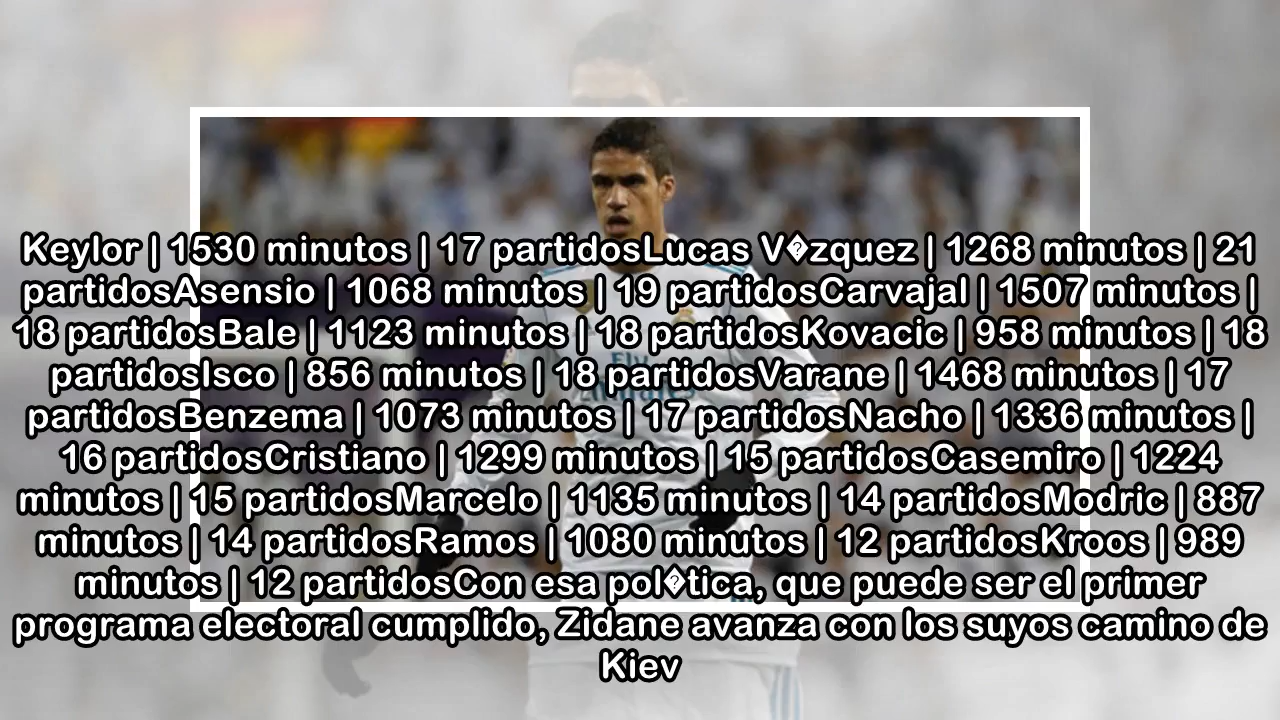 Keylor | 1530 minutos | 17 partidosLucas V�zquez | 1268 minutos | 21
partidosAsensio | 1068 minutos | 19 partidosCarvajal | 1507 minutos |
18 partidosBale | 1123 minutos | 18 partidosKovacic | 958 minutos | 18
partidosIsco | 856 minutos | 18 partidosVarane | 1468 minutos | 17
partidosBenzema | 1073 minutos | 17 partidosNacho | 1336 minutos |
16 partidosCristiano | 1299 minutos | 15 partidosCasemiro | 1224
minutos | 15 partidosMarcelo | 1135 minutos | 14 partidosModric | 887
minutos | 14 partidosRamos | 1080 minutos | 12 partidosKroos | 989
minutos | 12 partidosCon esa pol�tica, que puede ser el primer
programa electoral cumplido, Zidane avanza con los suyos camino de
Kiev
Fly
Emirates